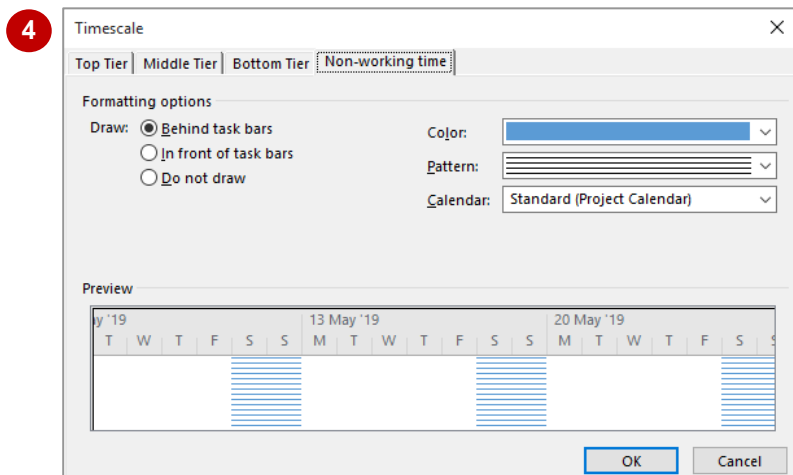 4
Timescale
Top Tier Middle Tier Bottom Tier Non-working time
Formatting options
Draw: Behind task bars Color:
In front of task bars Pattern:
Do not draw
Calendar: Standard (Project Calendar)
Preview
ay '19 13 May '19 20 May '19
T W T F S S M T W T F S S M T W T F S S
OK Cancel